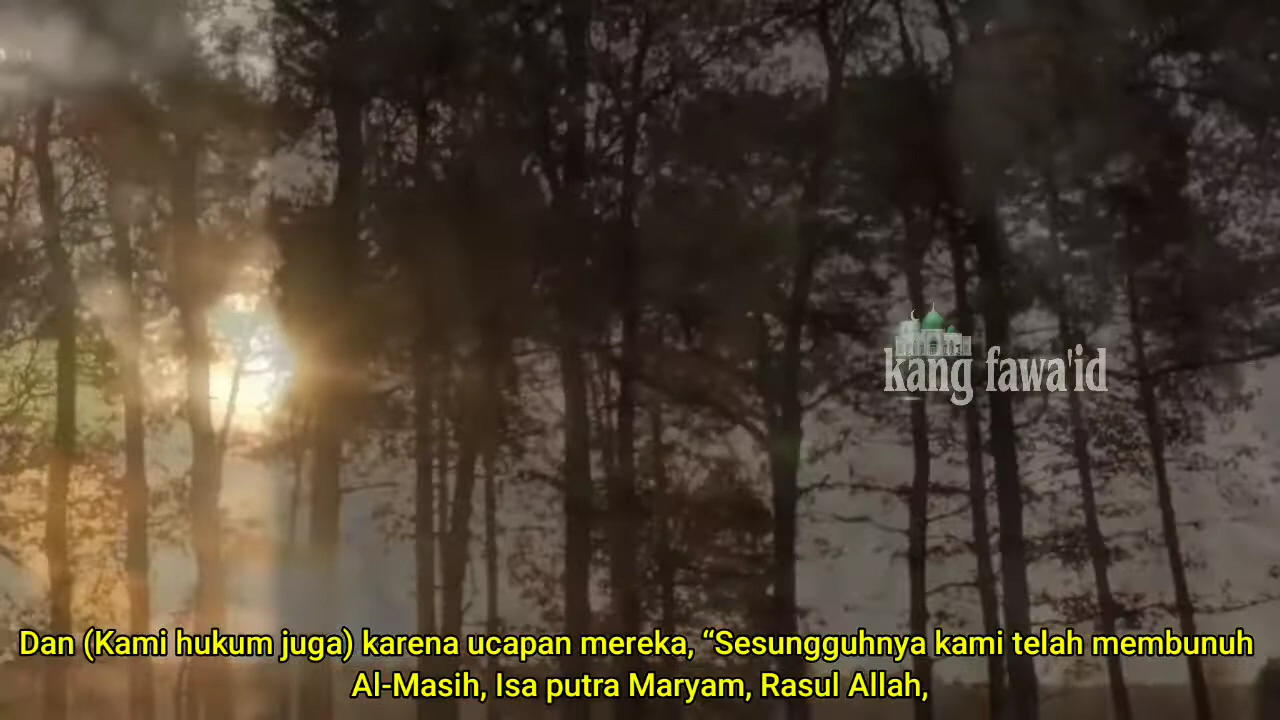 kang fawa'id
Dan (Kami hukum juga) karena ucapan mereka, “Sesungguhnya kami telah membunuh
Al-Masih, Isa putra Maryam, Rasul Allah,